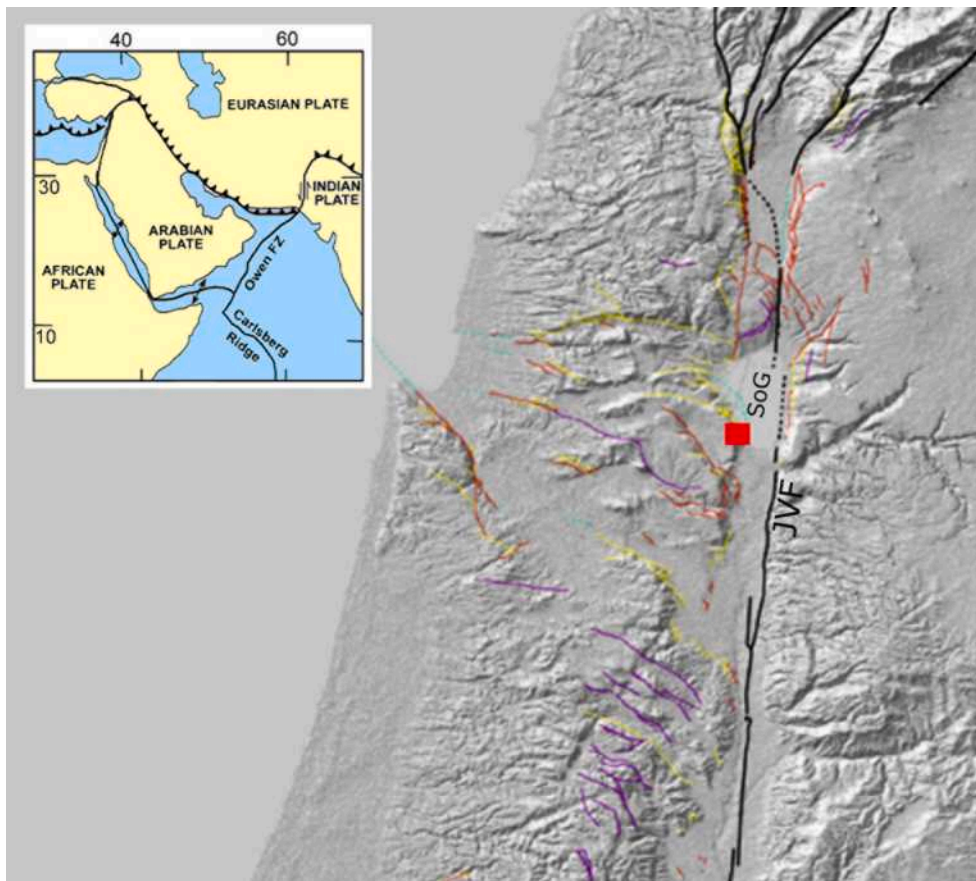 40
60
EURASIAN PLATE
30
INDIAN
PLATE
ARABIAN
PLATE
AFRICAN
PLATE
Owen FZ
10
Carlsberg
Ridge
SoG
JVF